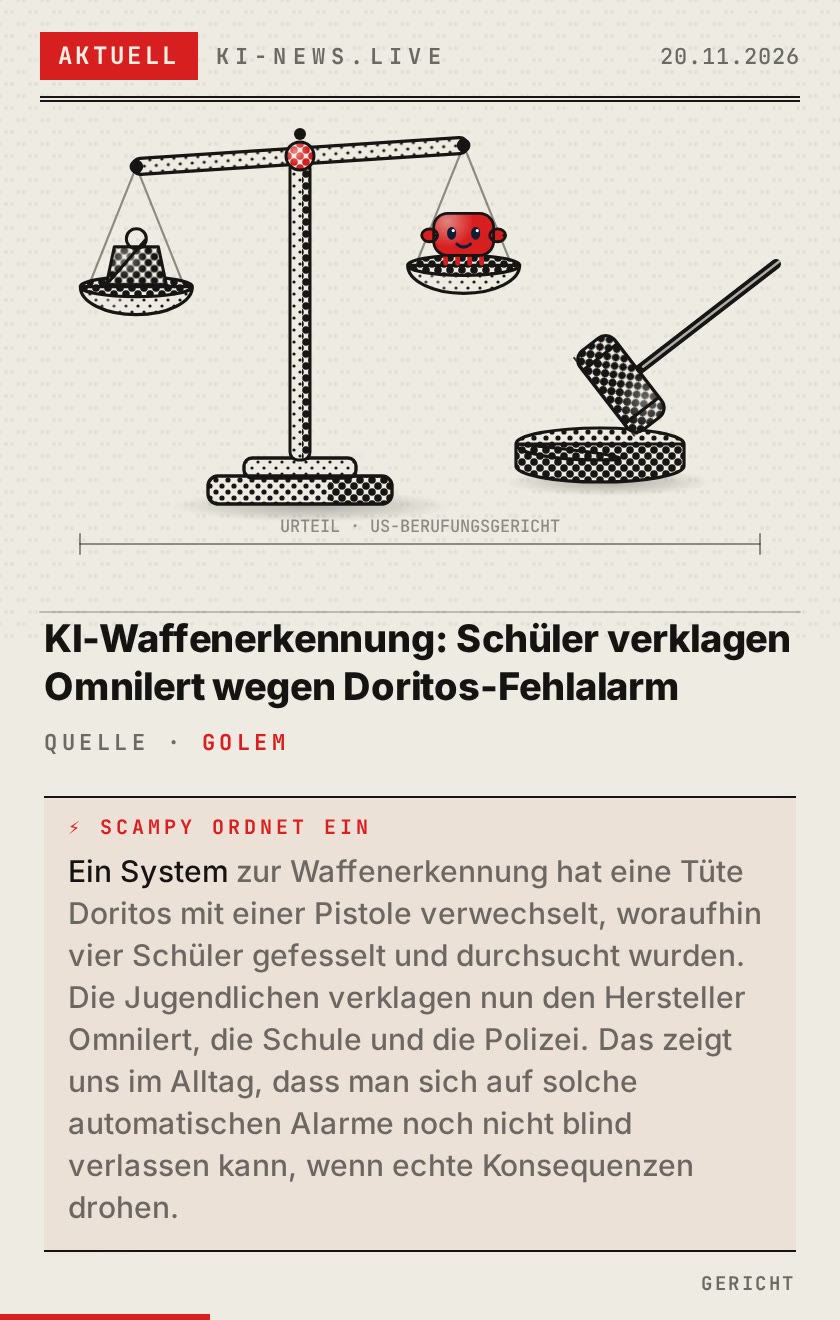 AKTUELL KI-NEWS.LIVE 20.11.2026
URTEIL · US-BERUFUNGSGERICHT
KI-Waffenerkennung: Schüler verklagen
Omnilert wegen Doritos-Fehlalarm
QUELLE · GOLEM
⚡ SCAMPY ORDNET EIN
Ein System zur Waffenerkennung hat eine Tüte
Doritos mit einer Pistole verwechselt, woraufhin
vier Schüler gefesselt und durchsucht wurden.
Die Jugendlichen verklagen nun den Hersteller
Omnilert, die Schule und die Polizei. Das zeigt
uns im Alltag, dass man sich auf solche
automatischen Alarme noch nicht blind
verlassen kann, wenn echte Konsequenzen
drohen.
GERICHT